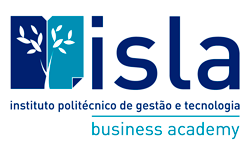 isla
instituto politécnico de gestão e tecnologia
business academy